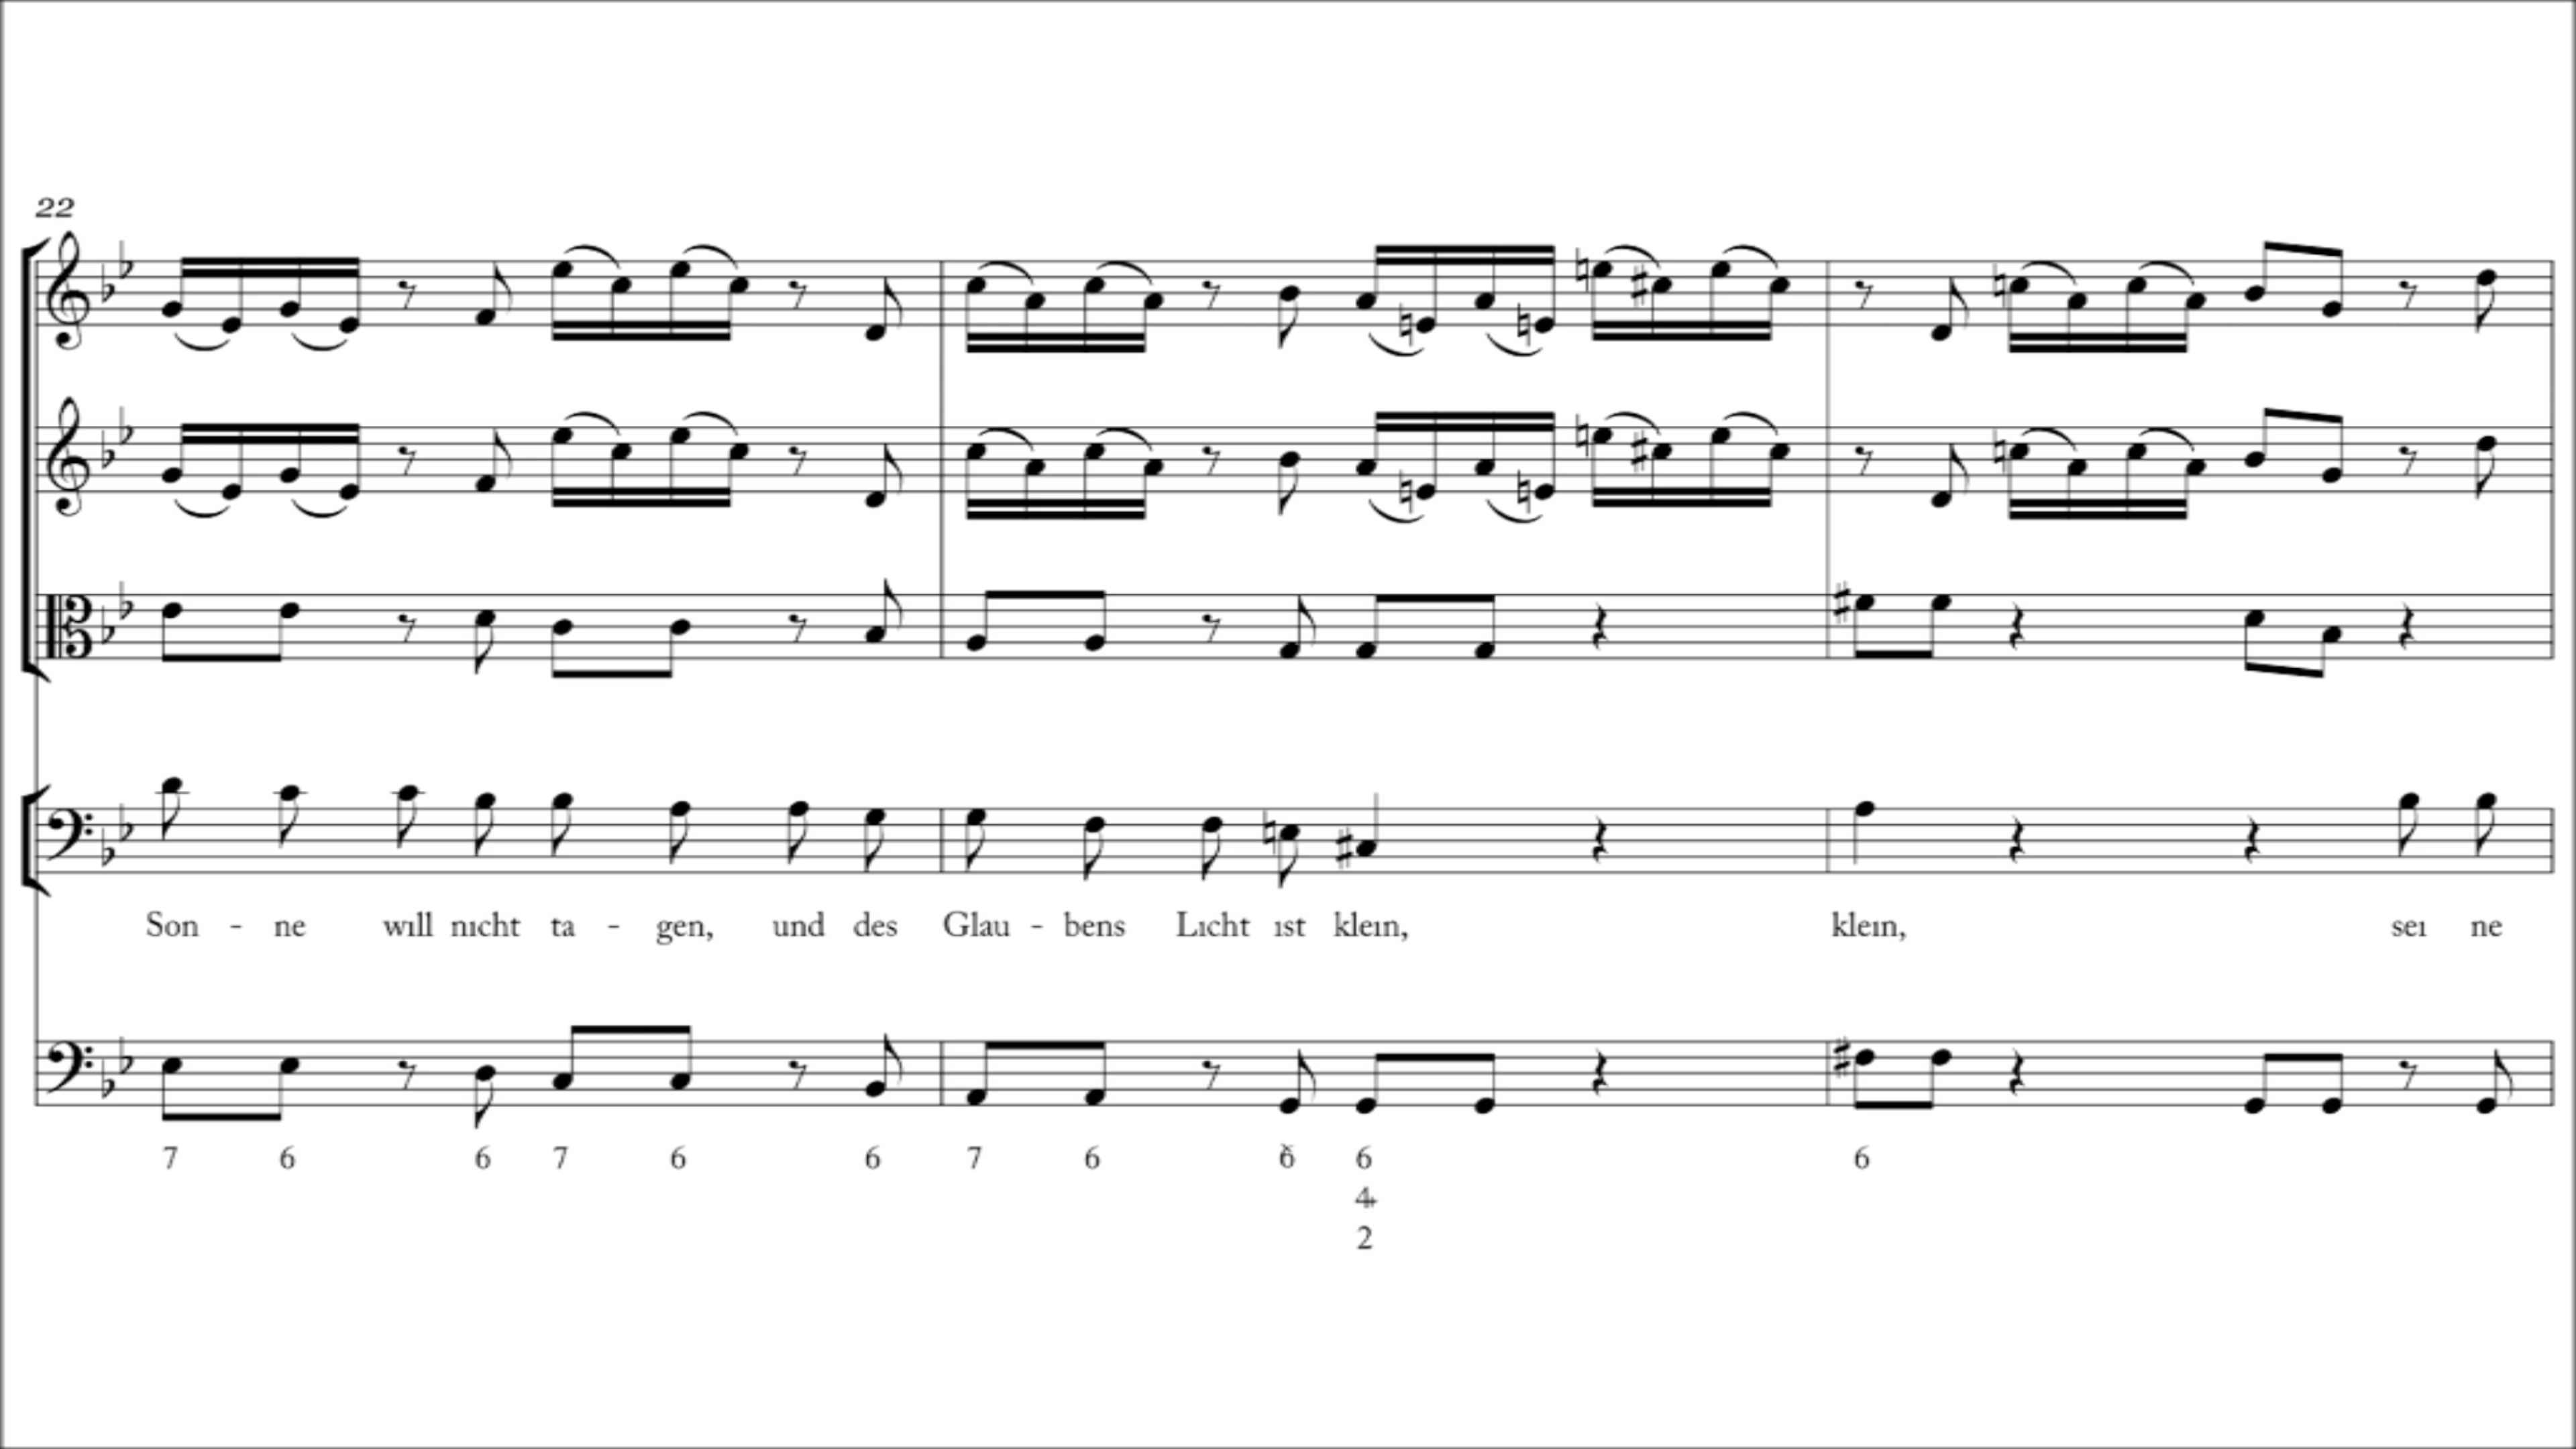 22
Son - ne will nicht ta - gen, und des Glau - bens Licht ist klein, klein, sei ne
7 6 6 7 6 6 7 6 6 6 6
4
2